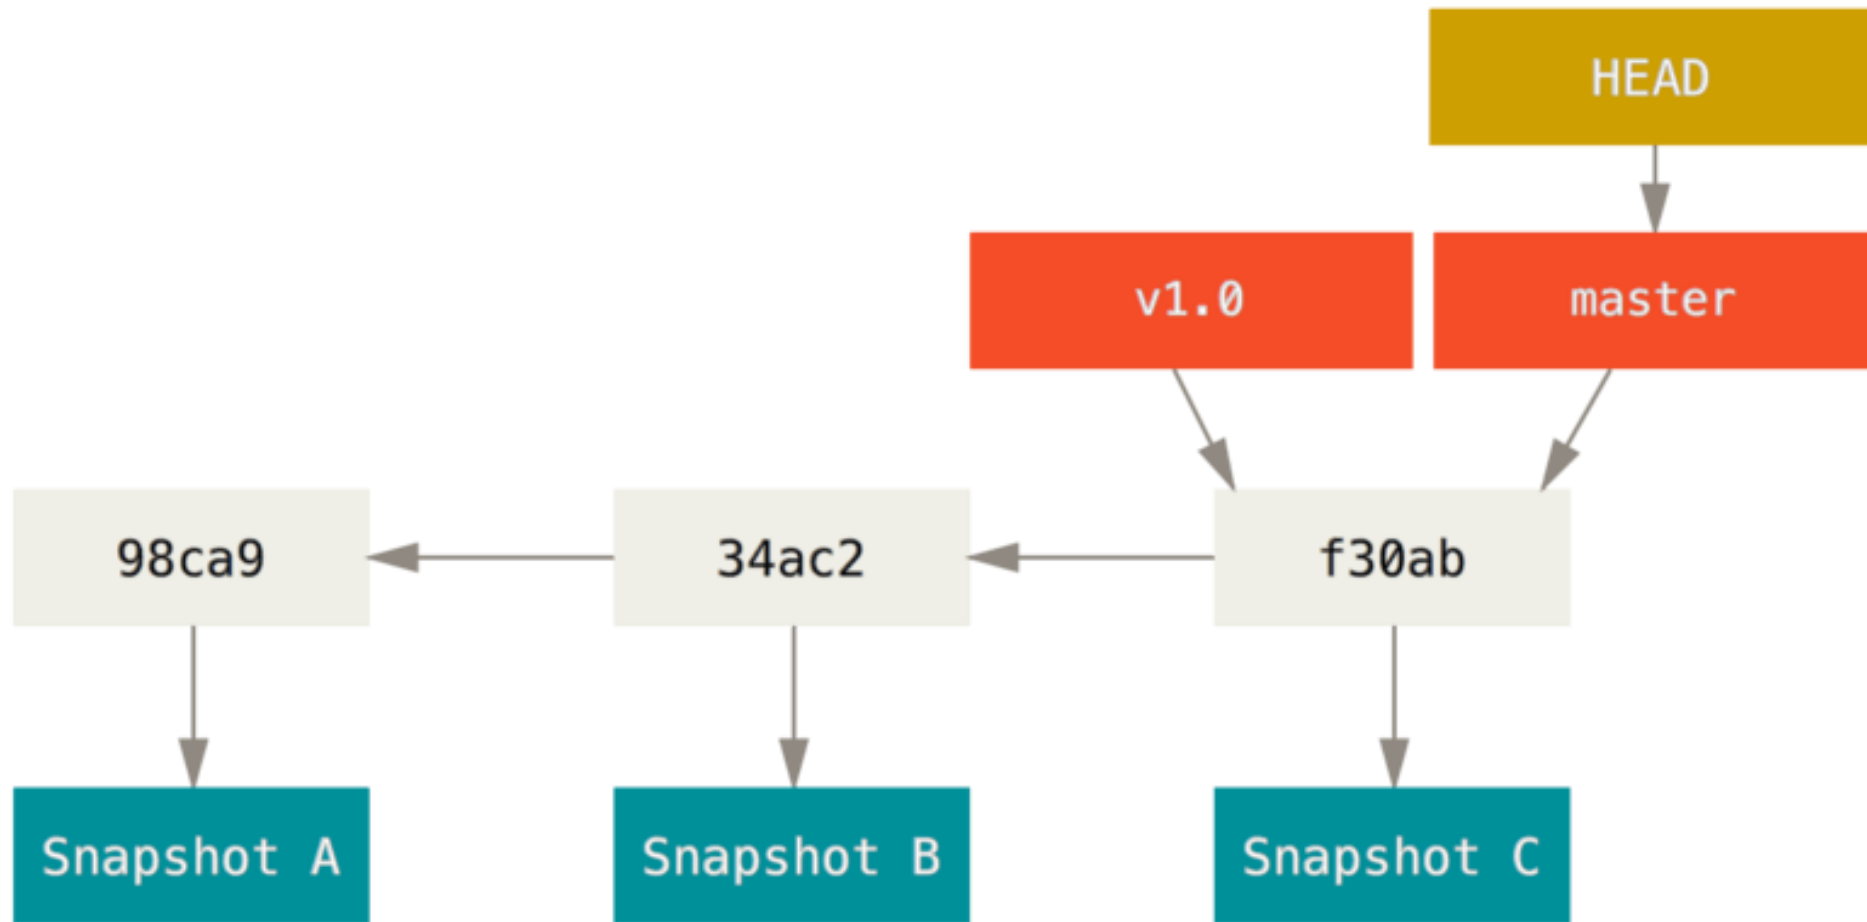 HEAD
v1.0
master
98ca9
34ac2
f30ab
Snapshot A
Snapshot B
Snapshot C